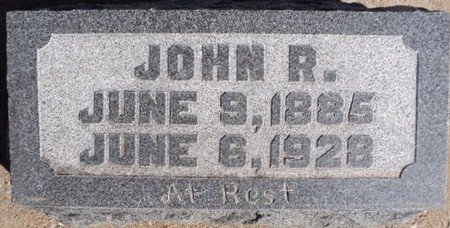 JOHN R.
JUNE 9, 1885
JUNE 6, 1928
At Rest